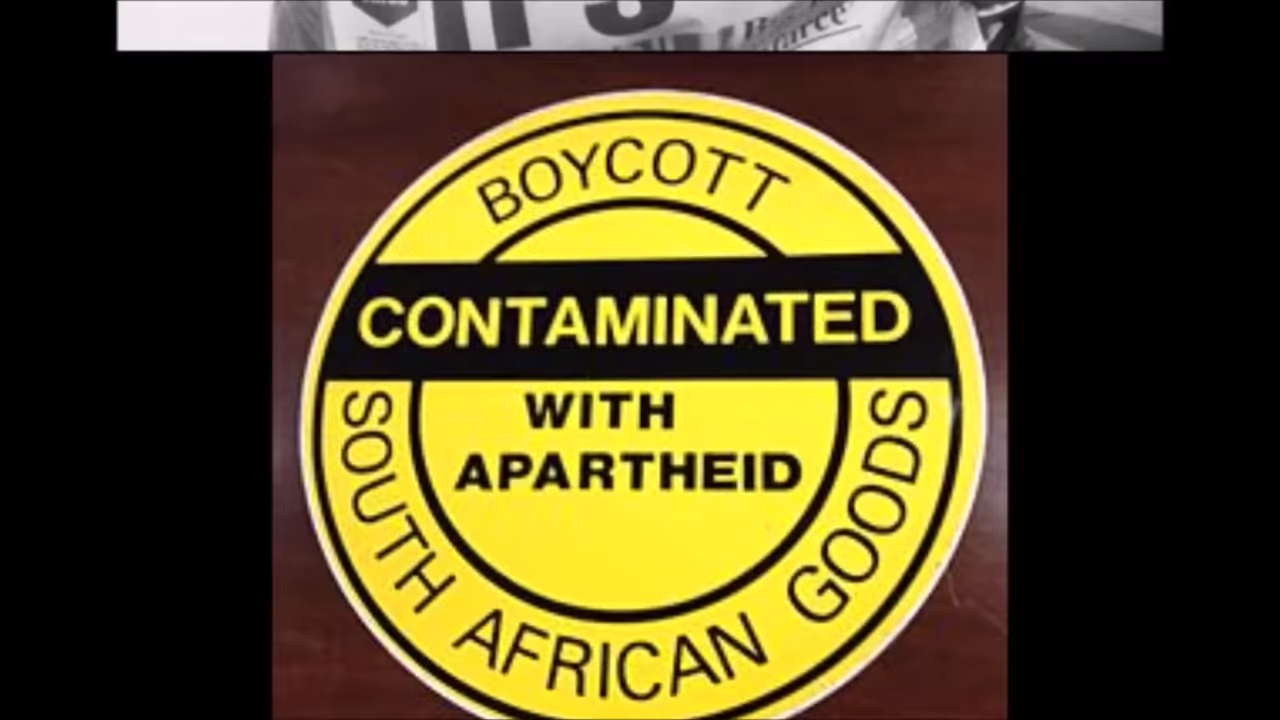 BOYCOTT
CONTAMINATED
WITH
APARTHEID
SOUTH AFRICAN GOODS